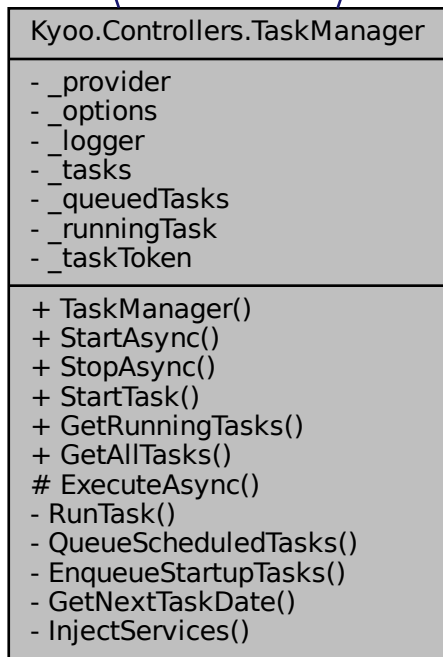 Kyoo.Controllers.TaskManager
- _provider
- _options
- _logger
- _tasks
- _queuedTasks
- _runningTask
- _taskToken
+ TaskManager()
+ StartAsync()
+ StopAsync()
+ StartTask()
+ GetRunningTasks()
+ GetAllTasks()
# ExecuteAsync()
- RunTask()
- QueueScheduledTasks()
- EnqueueStartupTasks()
- GetNextTaskDate()
- InjectServices()